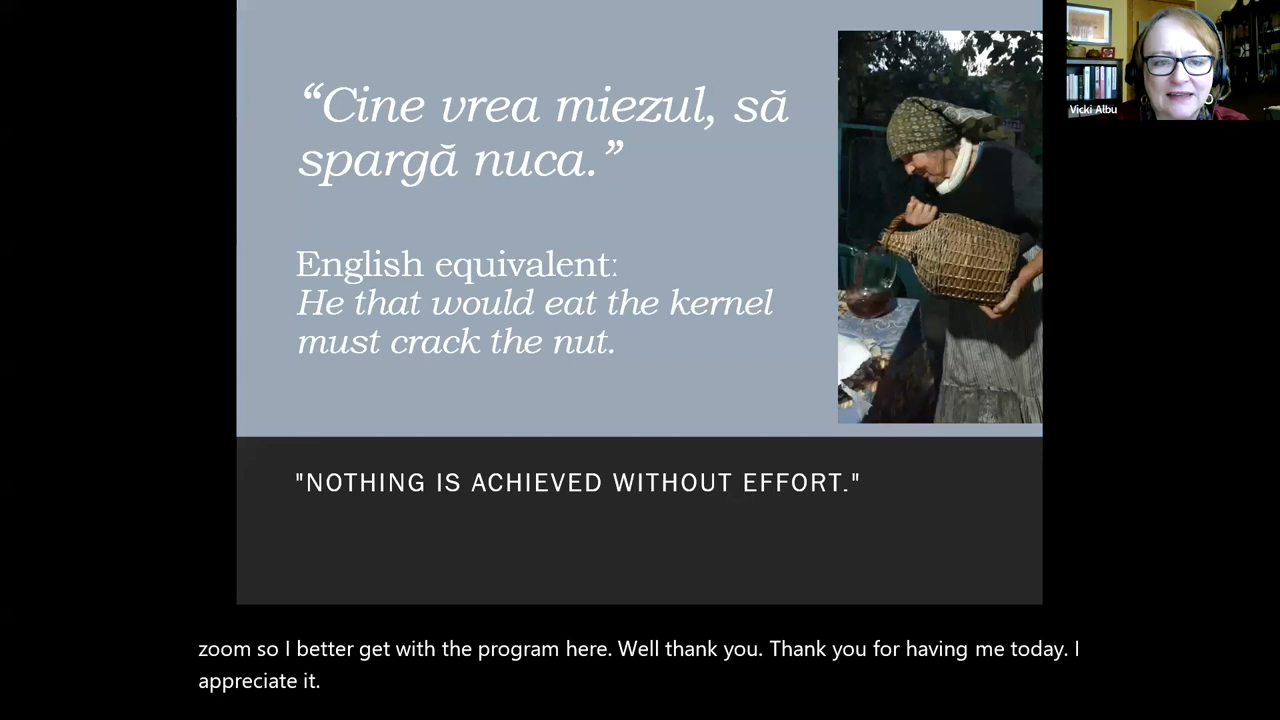 “Cine vrea miezul, să
spargă nuca.”
English equivalent:
He that would eat the kernel
must crack the nut.
"NOTHING IS ACHIEVED WITHOUT EFFORT."
Vicki Albu
zoom so I better get with the program here. Well thank you. Thank you for having me today. I
appreciate it.